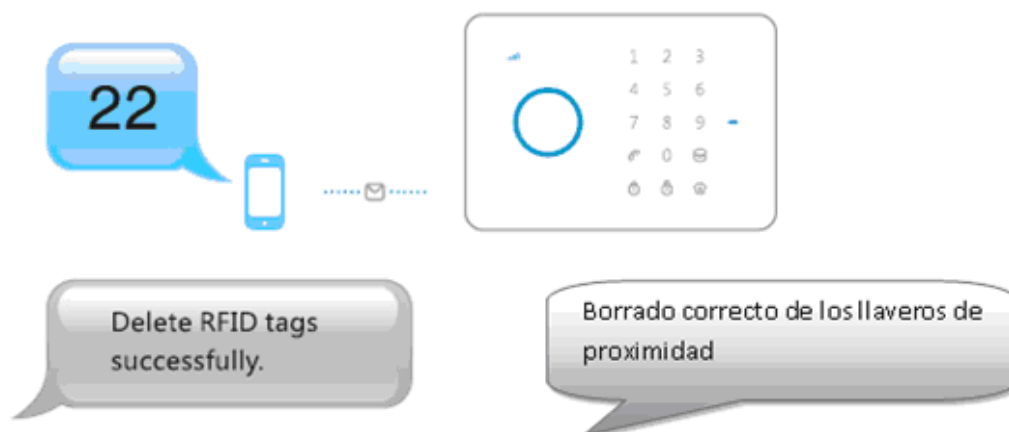 22
1 2 3
4 5 6
7 8 9
0
Delete RFID tags
successfully.
Borrado correcto de los llaveros de
proximidad